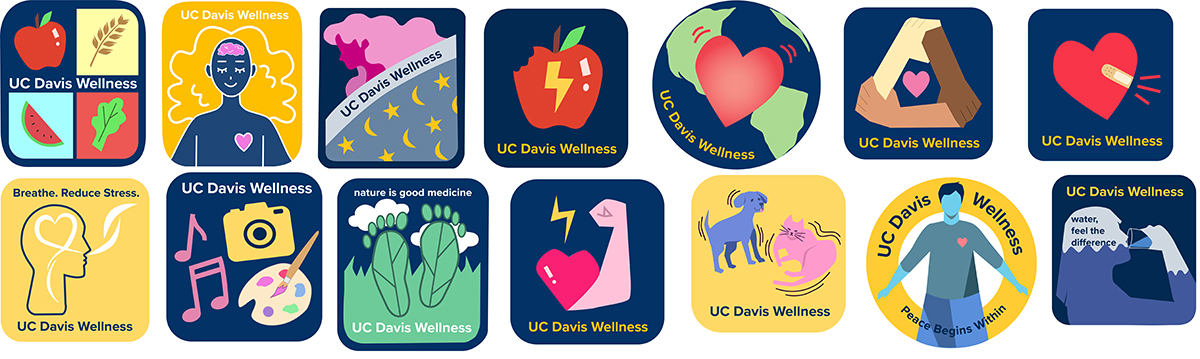 UC Davis Wellness
UC Davis Wellness
UC Davis Wellness
UC Davis Wellness
UC Davis Wellness
UC Davis Wellness
UC Davis Wellness
Breathe. Reduce Stress.
UC Davis Wellness
UC Davis Wellness
nature is good medicine
UC Davis Wellness
UC Davis Wellness
UC Davis Wellness
UC Davis Wellness
Peace Begins Within
UC Davis Wellness
water,
feel the
difference